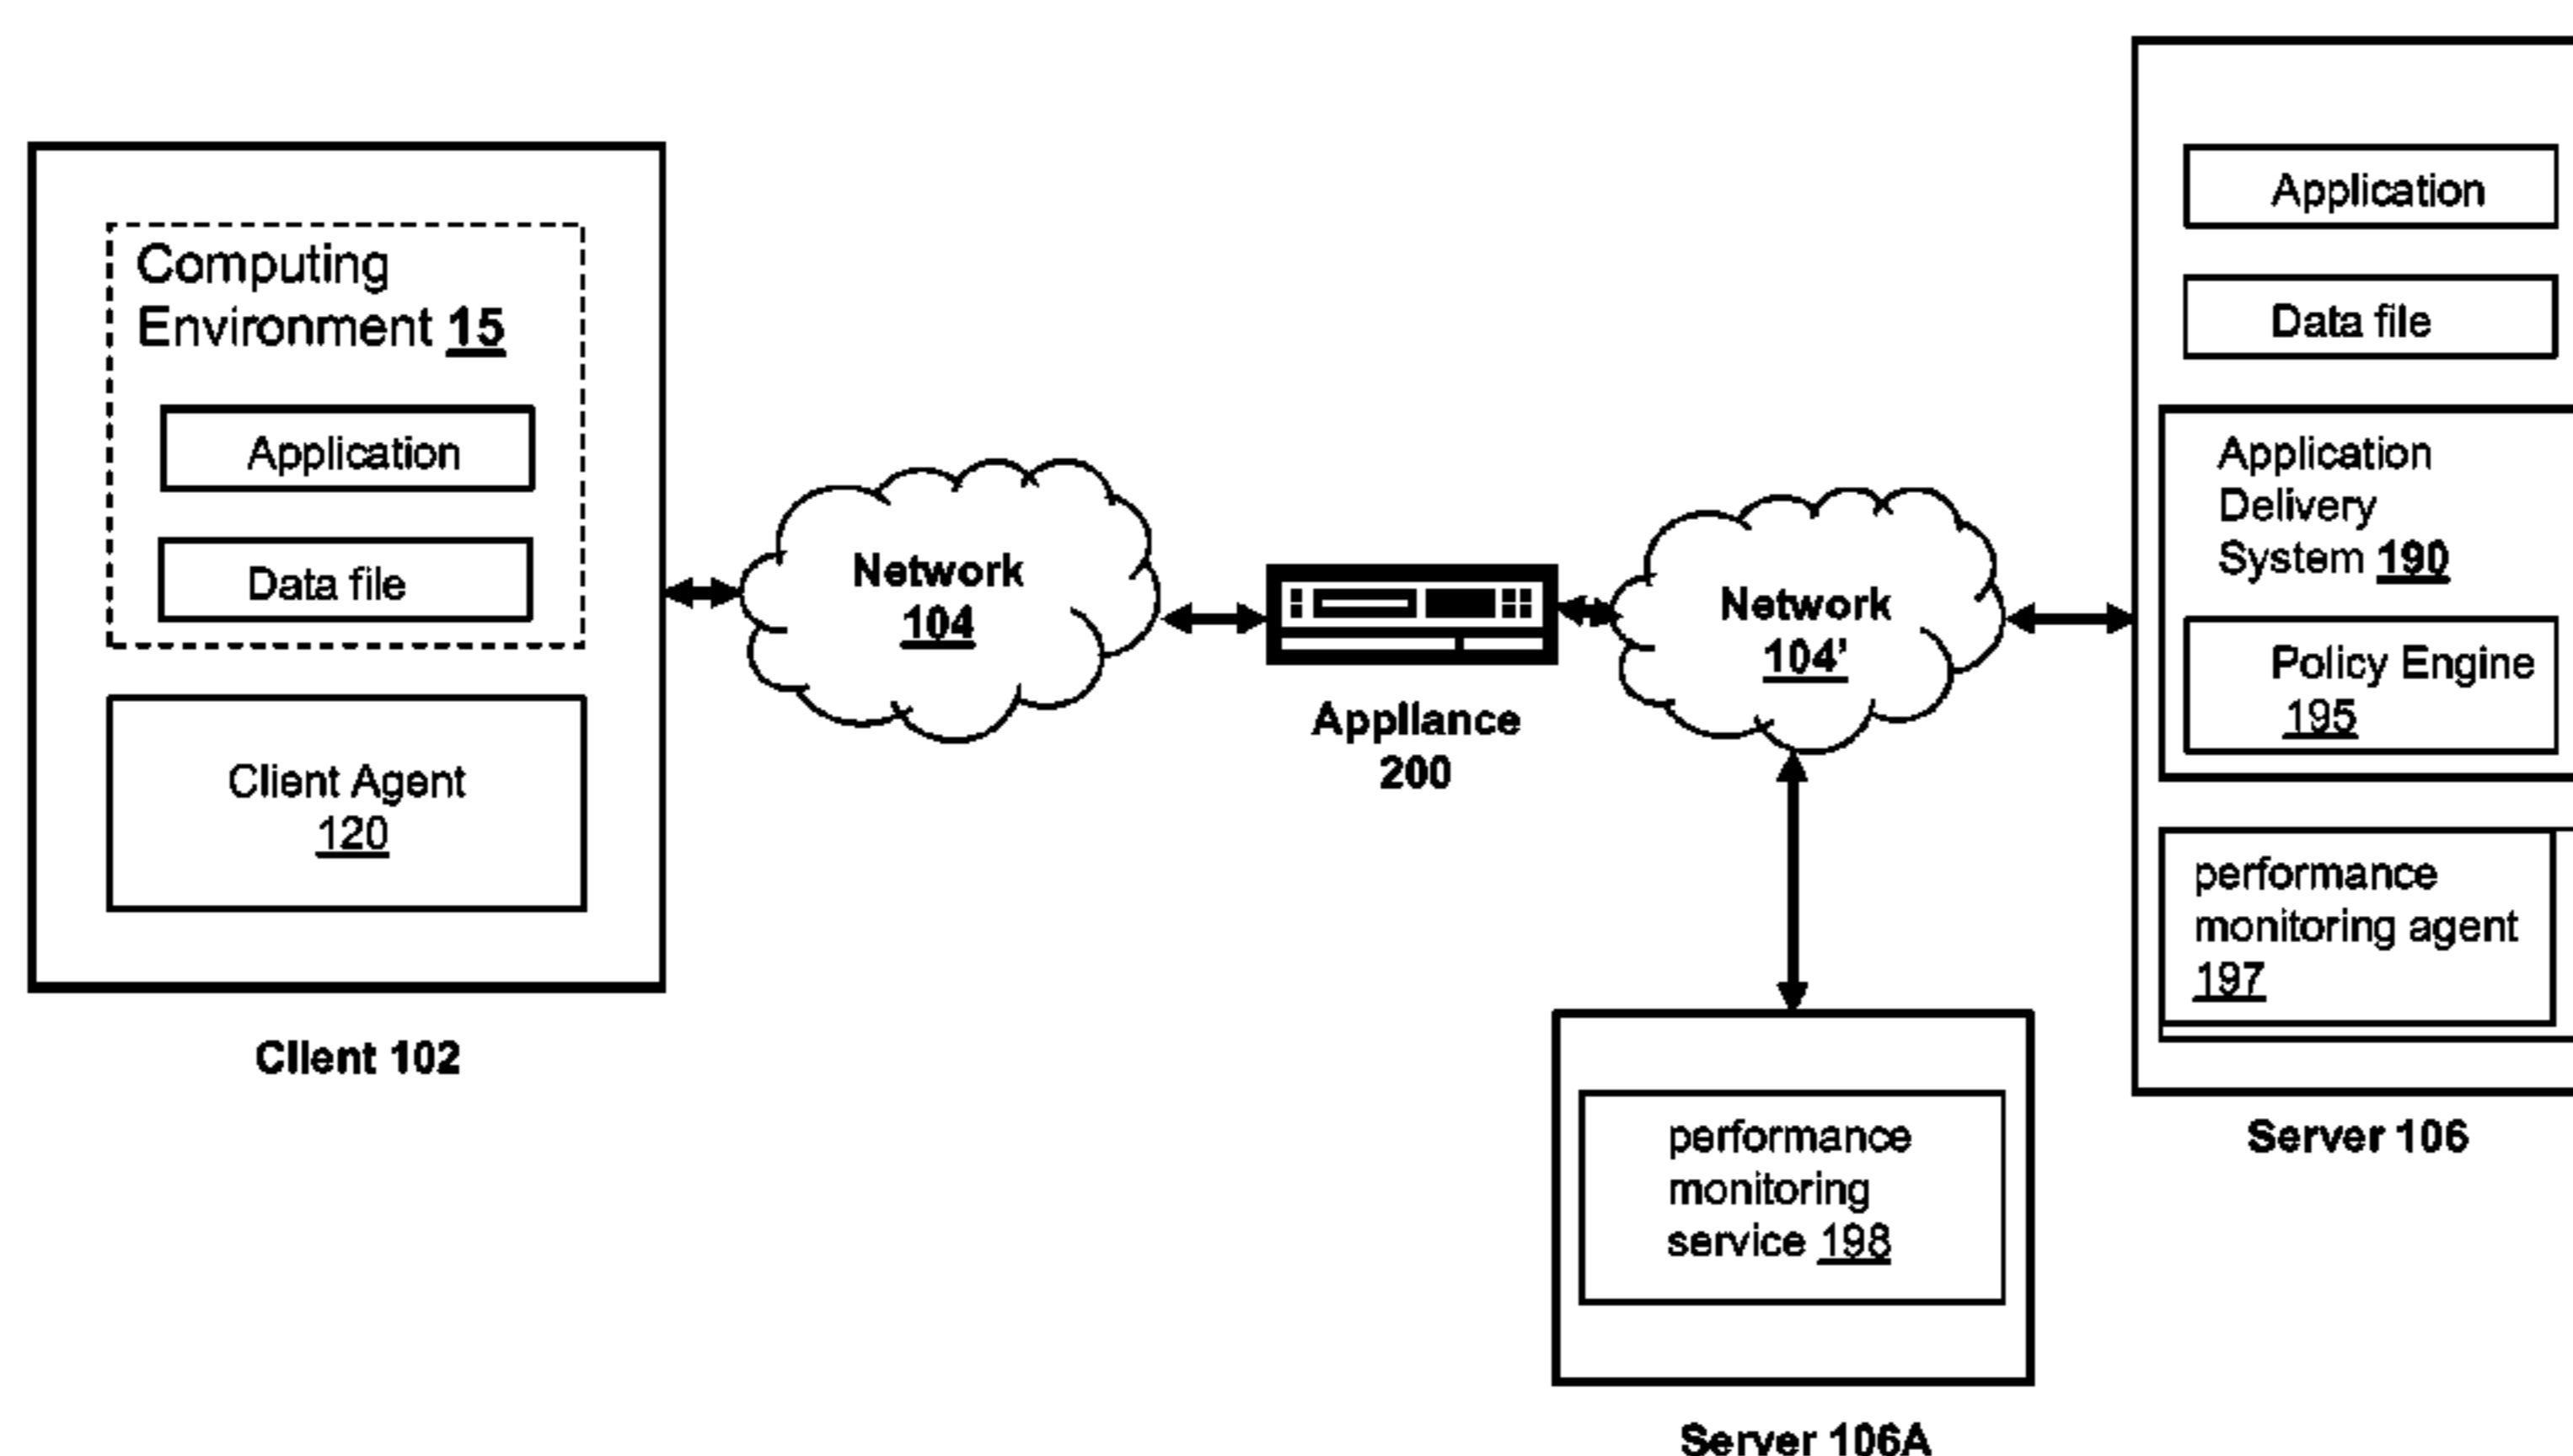 Computing
Environment 15
Application
Data file
Client Agent
120
Client 102
Network
104
Appliance
200
Network
104'
performance
monitoring
service 198
Server 106A
Application
Data file
Application
Delivery
System 190
Policy Engine
195
performance
monitoring agent
197
Server 106